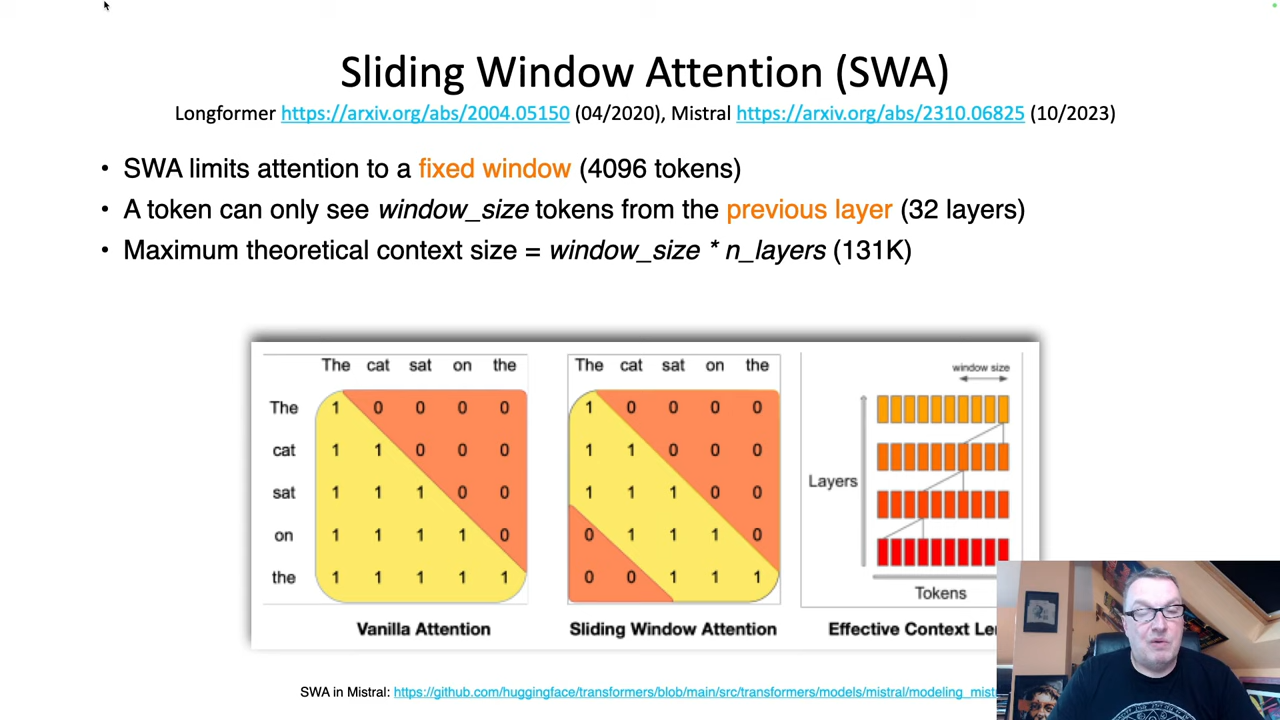 Sliding Window Attention (SWA)
Longformer https://arxiv.org/abs/2004.05150 (04/2020), Mistral https://arxiv.org/abs/2310.06825 (10/2023)
• SWA limits attention to a fixed window (4096 tokens)
• A token can only see window_size tokens from the previous layer (32 layers)
• Maximum theoretical context size = window_size * n_layers (131K)
The cat sat on the
The 1 0 0 0 0
cat 1 1 0 0 0
sat 1 1 1 0 0
on 1 1 1 1 0
the 1 1 1 1 1
Vanilla Attention
The cat sat on the
1 0 0 0 0
1 1 0 0 0
1 1 1 0 0
0 1 1 1 0
0 0 1 1 1
Sliding Window Attention
window size
Layers
Tokens
Effective Context
SWA in Mistral: https://github.com/huggingface/transformers/blob/main/src/transformers/models/mistral/modeling_mist